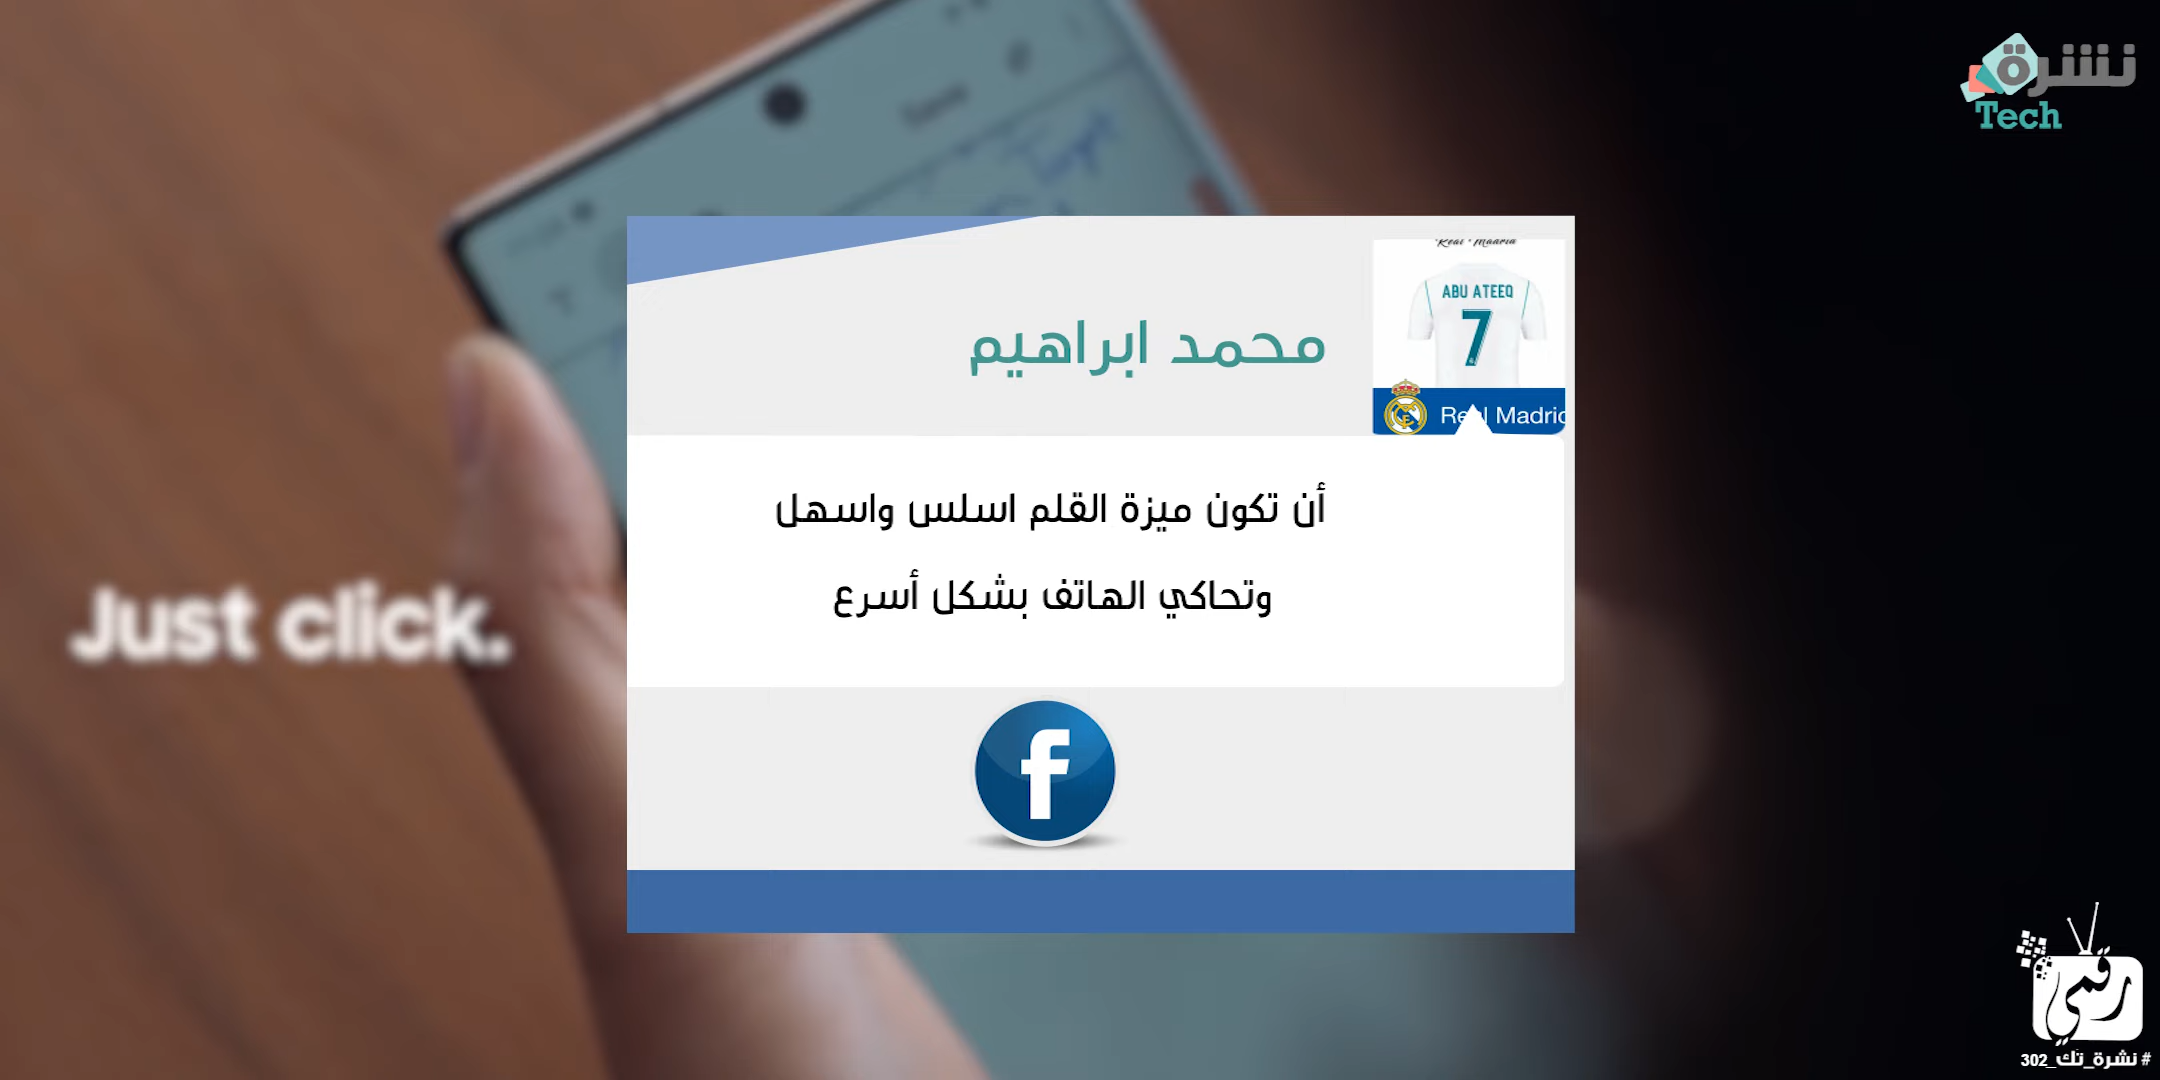 نشرة
Tech
Real Madrid
ABU ATEEQ
7
Real Madrid
محمد ابراهيم
أن تكون ميزة القلم اسلس واسهل
وتحاكي الهاتف بشكل أسرع
Just click.
Save
f
رقمي
# نشرة_تك_302